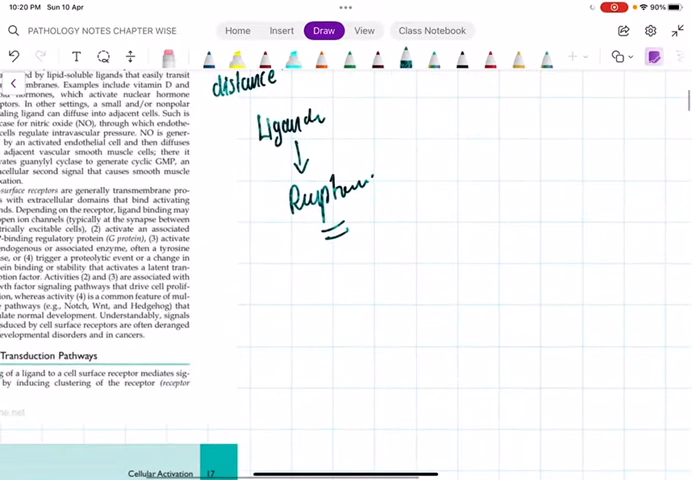 10:20 PM Sun 10 Apr
90%
PATHOLOGY NOTES CHAPTER WISE
Home Insert Draw View Class Notebook
ed by lipid-soluble ligands that easily transit
mbranes. Examples include vitamin D and
hormones, which activate nuclear hormone
ptors. In other settings, a small and/or nonpolar
aling ligand can diffuse into adjacent cells. Such is
case for nitric oxide (NO), through which endothe-
cells regulate intravascular pressure. NO is gener-
by an activated endothelial cell and then diffuses
adjacent vascular smooth muscle cells; there it
vates guanylyl cyclase to generate cyclic GMP, an
acellular second signal that causes smooth muscle
xation.
-surface receptors are generally transmembrane pro-
s with extracellular domains that bind activating
nds. Depending on the receptor, ligand binding may
open ion channels (typically at the synapse between
trically excitable cells), (2) activate an associated
P-binding regulatory protein (G protein), (3) activate
endogenous or associated enzyme, often a tyrosine
ase, or (4) trigger a proteolytic event or a change in
ein binding or stability that activates a latent tran-
ption factor. Activities (2) and (3) are associated with
wth factor signaling pathways that drive cell prolif-
ion, whereas activity (4) is a common feature of mul-
e pathways (e.g., Notch, Wnt, and Hedgehog) that
ulate normal development. Understandably, signals
nsduced by cell surface receptors are often deranged
evelopmental disorders and in cancers.
Transduction Pathways
ng of a ligand to a cell surface receptor mediates sig-
by inducing clustering of the receptor (receptor
ne.net
Cellular Activation 17
distance
Ligands